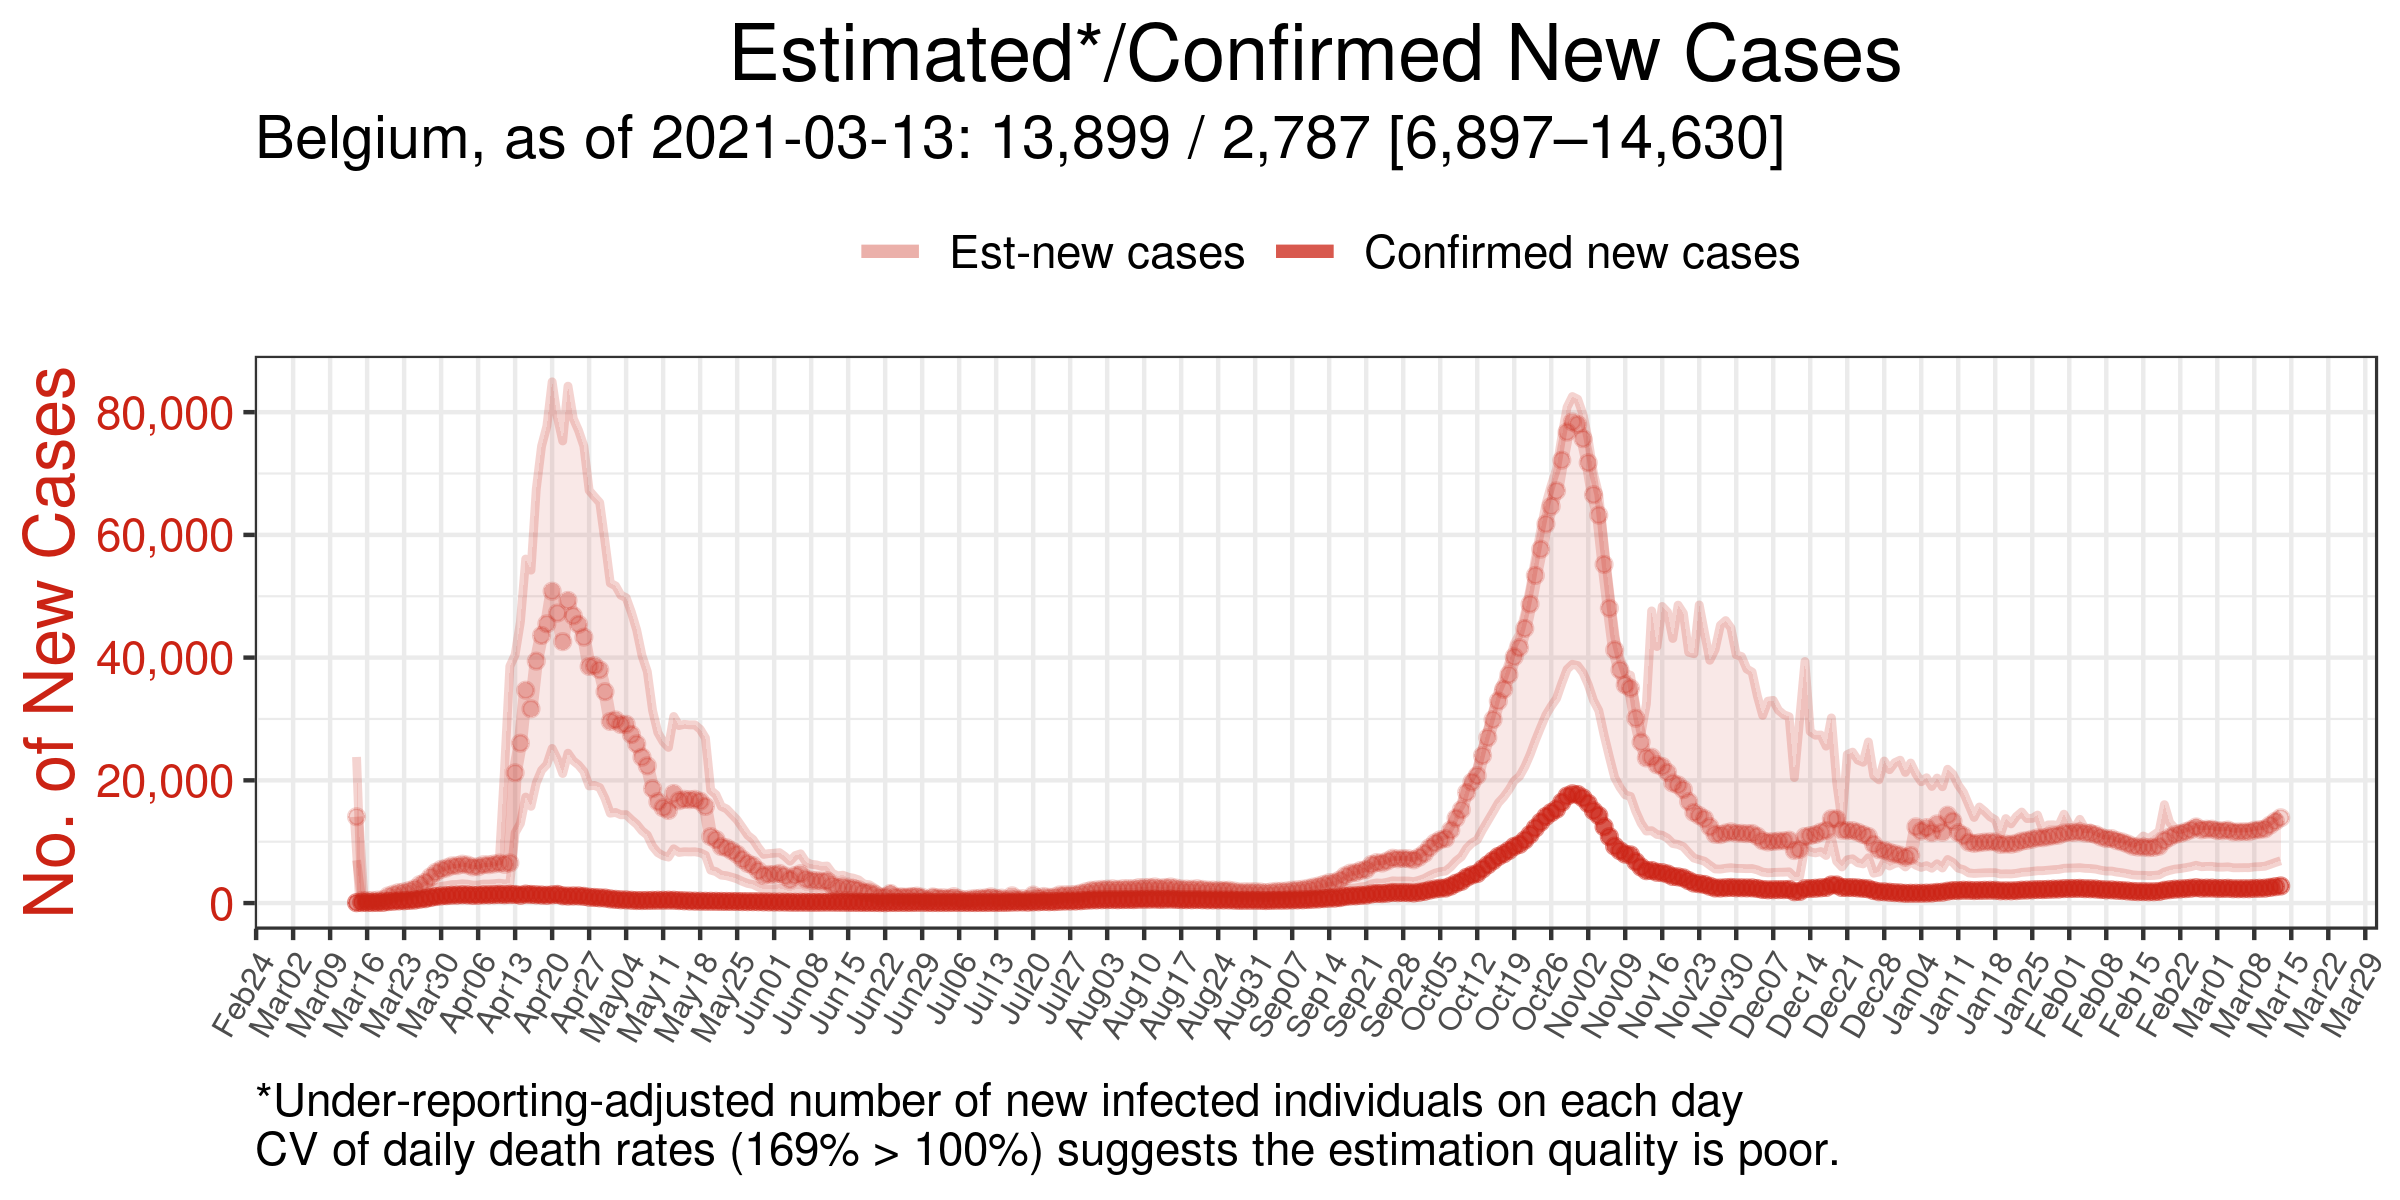 Estimated*/Confirmed New Cases
Belgium, as of 2021-03-13: 13,899 / 2,787 [6,897–14,630]
Est-new cases
Confirmed new cases
No. of New Cases
80,000
60,000
40,000
20,000
0
Feb24
Mar02
Mar09
Mar16
Mar23
Mar30
Apr06
Apr13
Apr20
Apr27
May04
May11
May18
May25
Jun01
Jun08
Jun15
Jun22
Jun29
Jul06
Jul13
Jul20
Jul27
Aug03
Aug10
Aug17
Aug24
Aug31
Sep07
Sep14
Sep21
Sep28
Oct05
Oct12
Oct19
Oct26
Nov02
Nov09
Nov16
Nov23
Nov30
Dec07
Dec14
Dec21
Dec28
Jan04
Jan11
Jan18
Jan25
Feb01
Feb08
Feb15
Feb22
Mar01
Mar08
Mar15
Mar22
Mar29
*Under-reporting-adjusted number of new infected individuals on each day
CV of daily death rates (169% > 100%) suggests the estimation quality is poor.